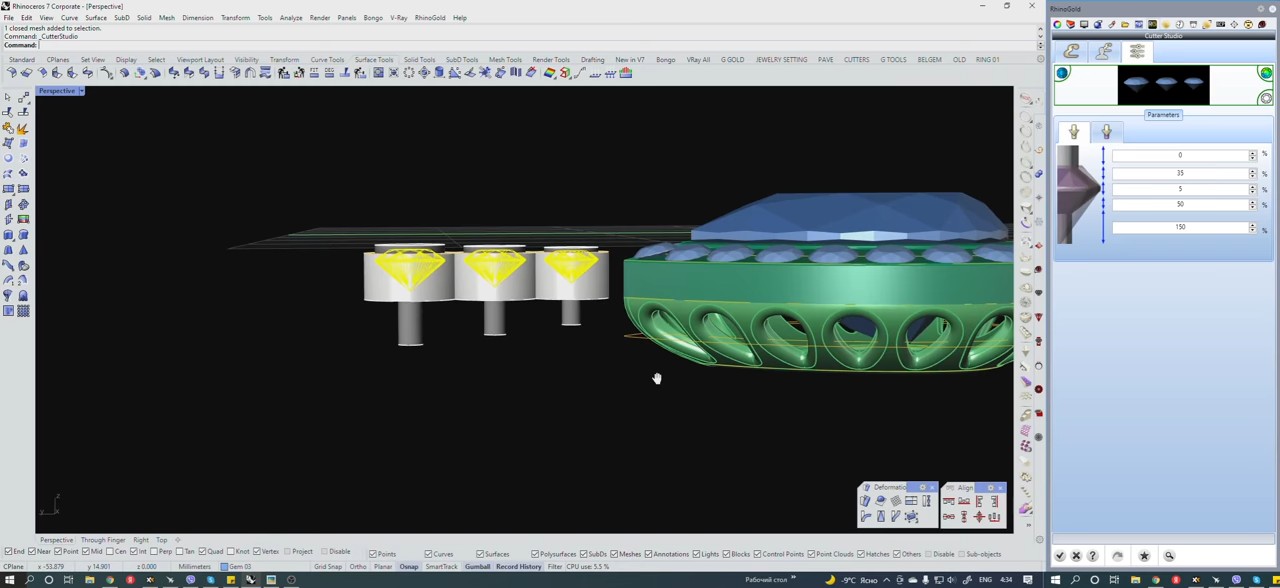 Rhinoceros 7 Corporate - [Perspective]
File Edit View Curve Surface SubD Solid Mesh Dimension Transform Tools Analyze Render Panels Bongo V-Ray RhinoGold Help
1 closed mesh added to selection.
Command: _CutterStudio
Command:
Standard CPlanes Set View Display Select Viewport Layout Visibility Transform Curve Tools Surface Tools Solid Tools SubD Tools Mesh Tools Render Tools Drafting New in V7 Bongo VRay All G GOLD PAVE CUTTERS G TOOLS BELGEM OLD RING 01
Perspective
RhinoGold
Cutter Studio
Parameters
0 %
35 %
5 %
50 %
150 %
Deformatio
Align
z
y
Perspective Through Finger Right Top
End Near Point Mid Cen Int Perp Tan Quad Knot Vertex Project Disable Points Curves Surfaces Polysurfaces SubDs Meshes Annotations Lights Blocks Control Points Point Clouds Hatches Others Disable Sub-objects
CPlane x -53.879 y 14.901 z 0.000 Millimeters Gem 03 Grid Snap Ortho Planar Osnap SmartTrack Gumball Record History Filter CPU use: 5.5 %
Рабочий стол -9°C Ясно ENG 4:34